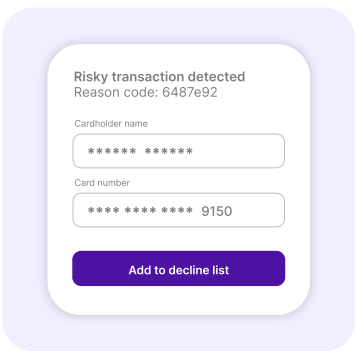 Risky transaction detected
Reason code: 6487e92
Cardholder name
****** ******
Card number
**** **** **** 9150
Add to decline list